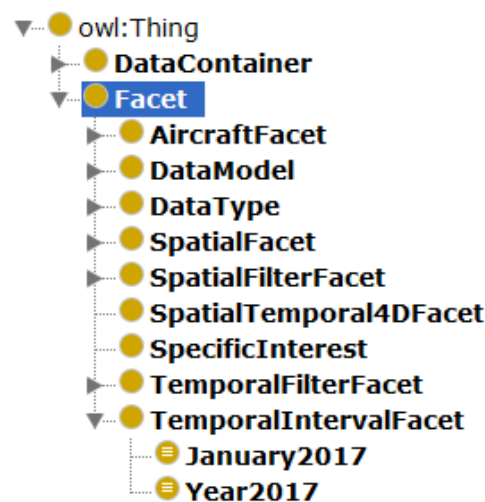 owl:Thing
DataContainer
Facet
AircraftFacet
DataModel
DataType
SpatialFacet
SpatialFilterFacet
SpatialTemporal4DFacet
SpecificInterest
TemporalFilterFacet
TemporalIntervalFacet
January2017
Year2017